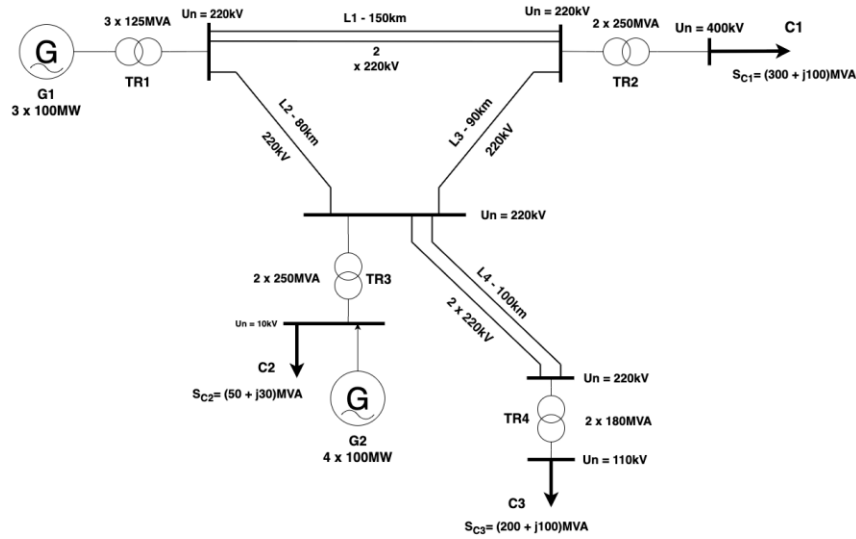 L1 - 150km
Un = 220kV
Un = 220kV
3 x 125MVA
2 x 250MVA
Un = 400kV
2
x 220kV
G
TR1
TR2
C1
G1
3 x 100MW
S_C1= (300 + j100)MVA
L2 - 80km
220kV
L3 - 90km
220kV
Un = 220kV
2 x 250MVA
TR3
L4 - 100km
2 x 220kV
Un = 10kV
C2
S_C2= (50 + j30)MVA
G
G2
4 x 100MW
Un = 220kV
TR4
2 x 180MVA
Un = 110kV
C3
S_C3= (200 + j100)MVA